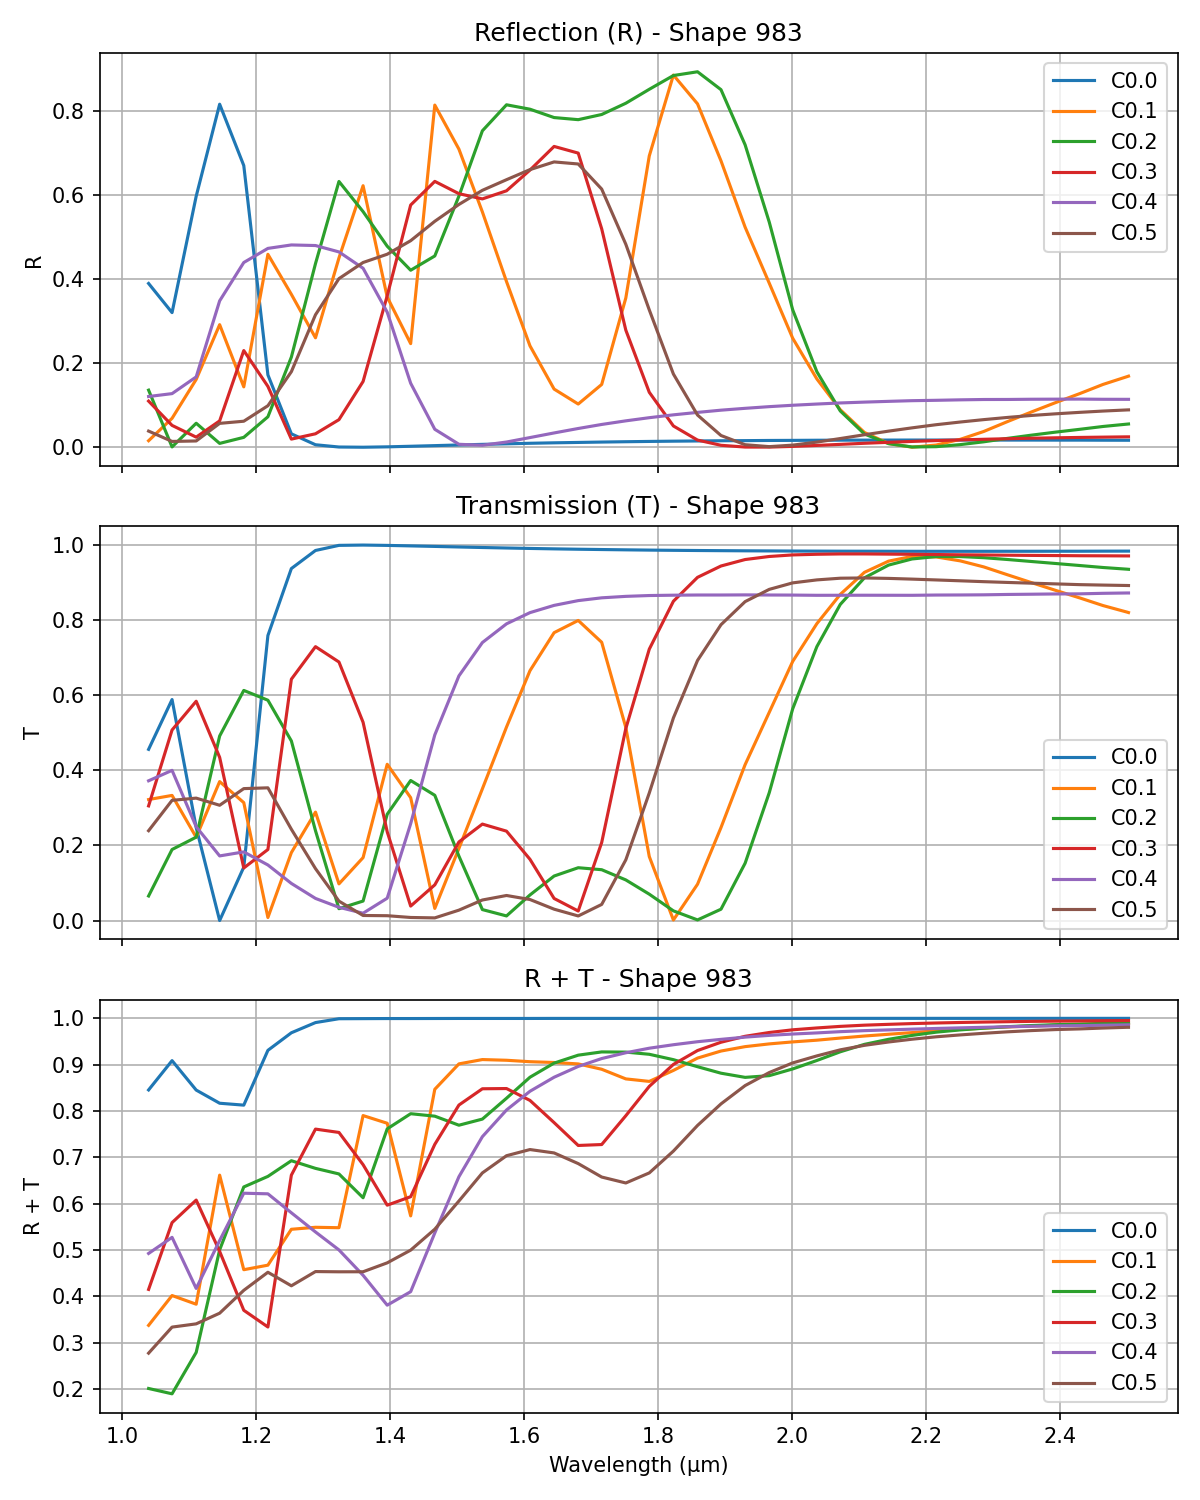 Reflection (R) - Shape 983
0.8
0.6
0.4
0.2
0.0
R
C0.0
C0.1
C0.2
C0.3
C0.4
C0.5
Transmission (T) - Shape 983
1.0
0.8
0.6
0.4
0.2
0.0
T
C0.0
C0.1
C0.2
C0.3
C0.4
C0.5
R + T - Shape 983
1.0
0.9
0.8
0.7
0.6
0.5
0.4
0.3
0.2
R + T
C0.0
C0.1
C0.2
C0.3
C0.4
C0.5
1.0 1.2 1.4 1.6 1.8 2.0 2.2 2.4
Wavelength (μm)